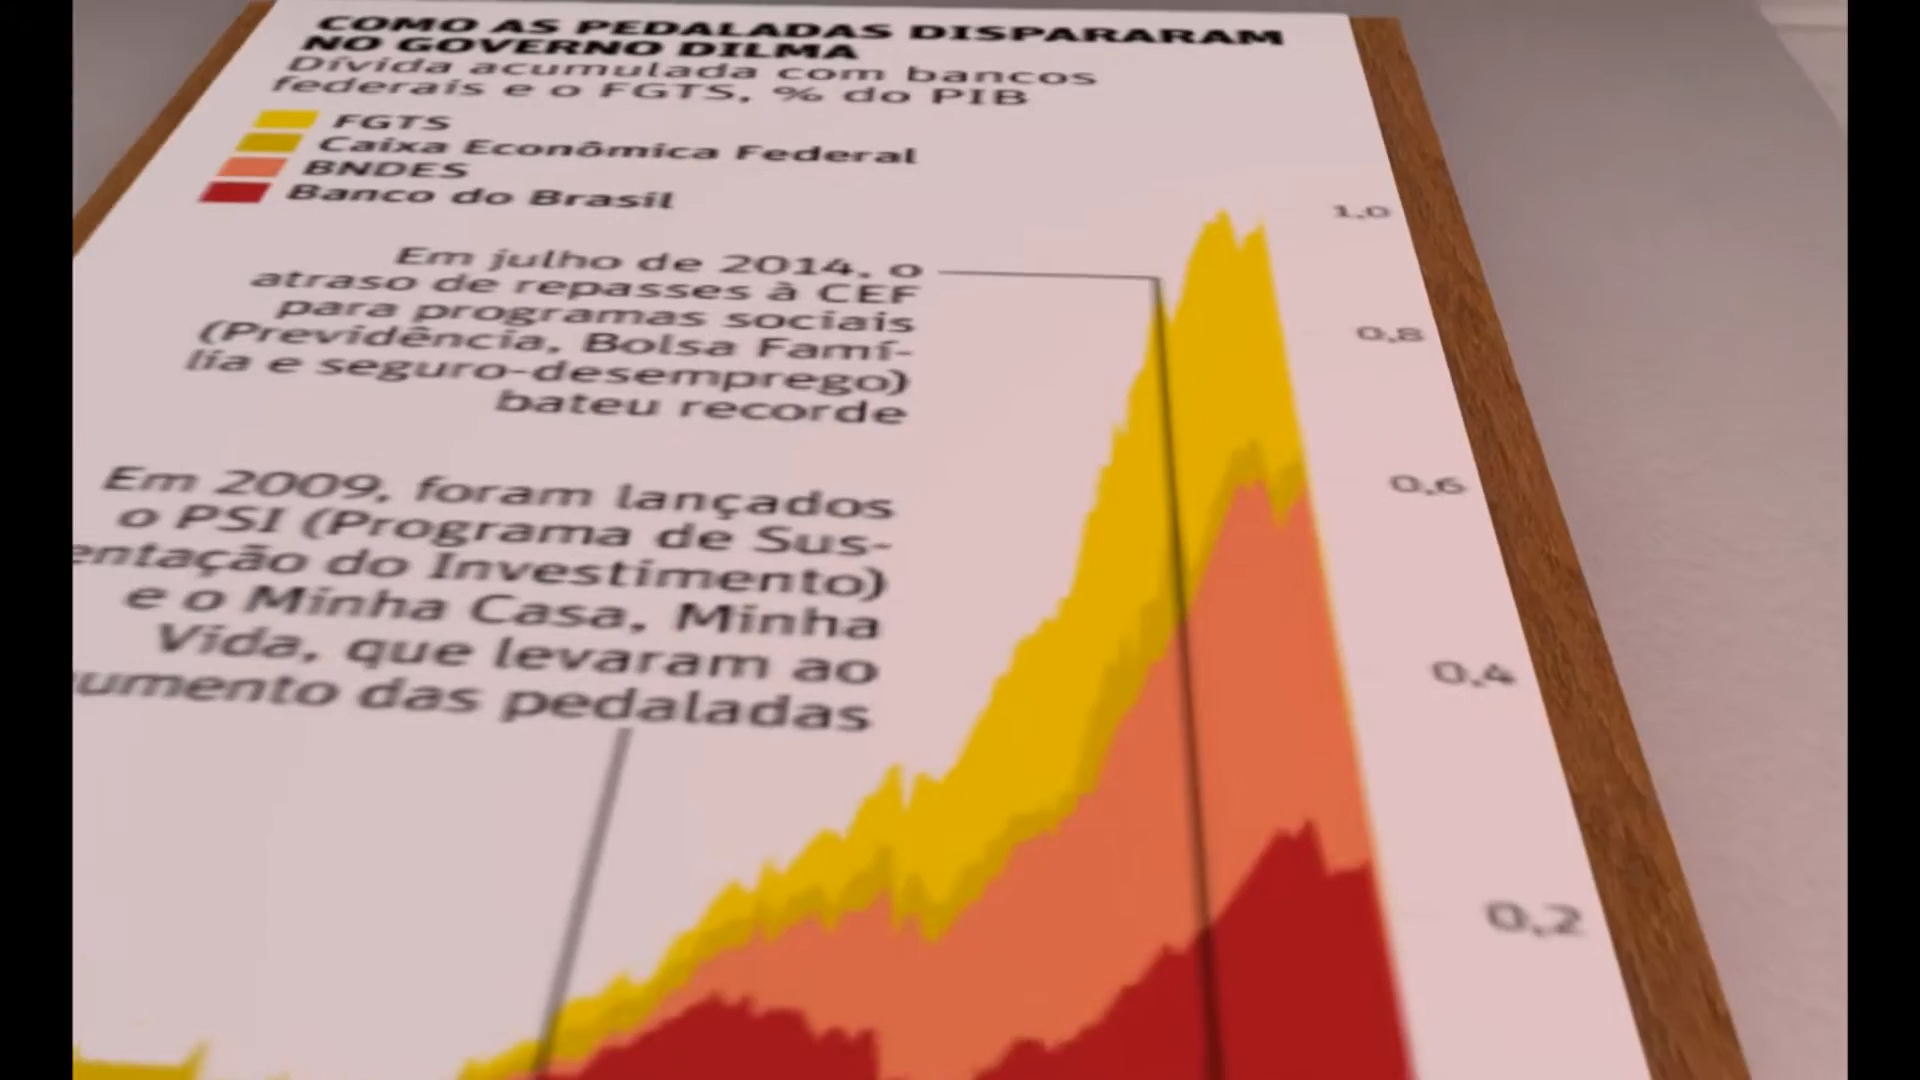 COMO AS PEDALADAS DISPARARAM
NO GOVERNO DILMA
Dívida acumulada com bancos
federais e o FGTS, % do PIB
FGTS
Caixa Econômica Federal
BNDES
Banco do Brasil
Em julho de 2014, o
atraso de repasses à CEF
para programas sociais
(Previdência, Bolsa Famí-
lia e seguro-desemprego)
bateu recorde
Em 2009, foram lançados
o PSI (Programa de Sus-
entação do Investimento)
e o Minha Casa, Minha
Vida, que levaram ao
umento das pedaladas
1,0
0,8
0,6
0,4
0,2